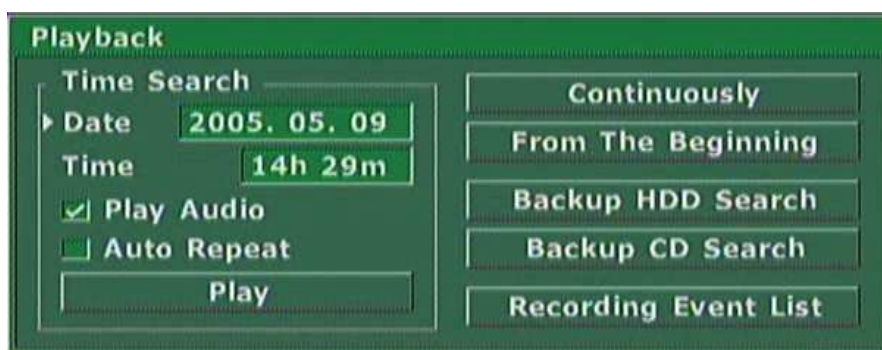 Playback
Time Search
Date 2005. 05. 09
Time 14h 29m
Play Audio
Auto Repeat
Play
Continuously
From The Beginning
Backup HDD Search
Backup CD Search
Recording Event List